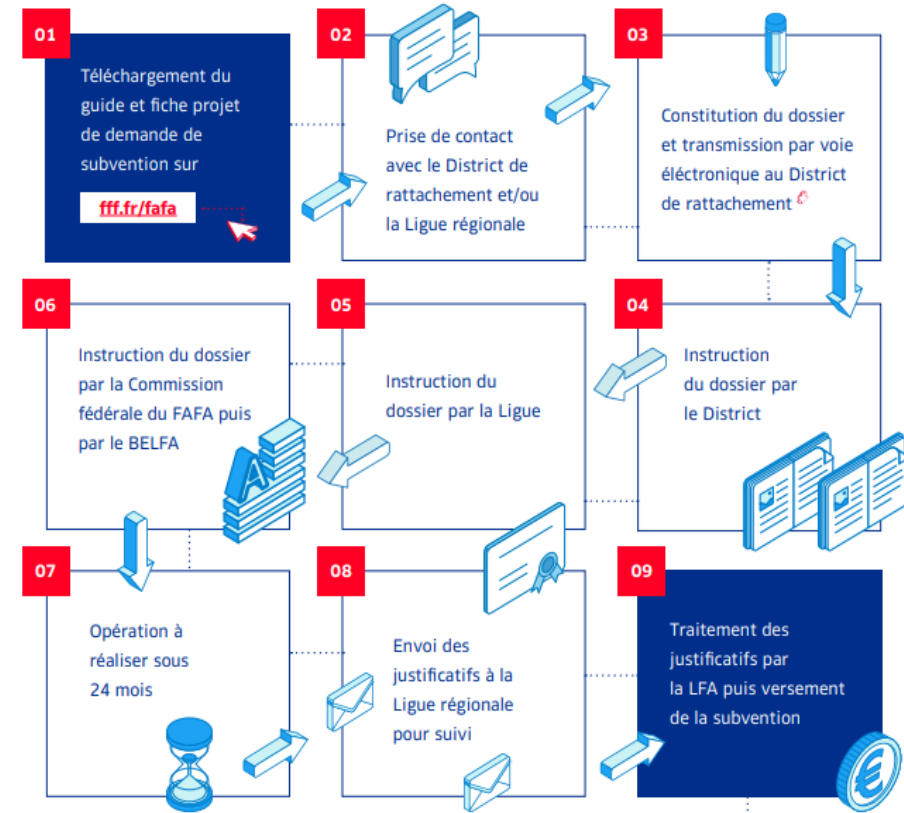 01
Téléchargement du
guide et fiche projet
de demande de
subvention sur
fff.fr/fafa
02
Prise de contact
avec le District de
rattachement et/ou
la Ligue régionale
03
Constitution du dossier
et transmission par voie
éléctronique au District
de rattachement
04
Instruction
du dossier par
le District
05
Instruction du
dossier par la Ligue
06
Instruction du dossier
par la Commission
fédérale du FAFA puis
par le BELFA
A
07
Opération à
réaliser sous
24 mois
08
Envoi des
justificatifs à la
Ligue régionale
pour suivi
09
Traitement des
justificatifs par
la LFA puis versement
de la subvention
€